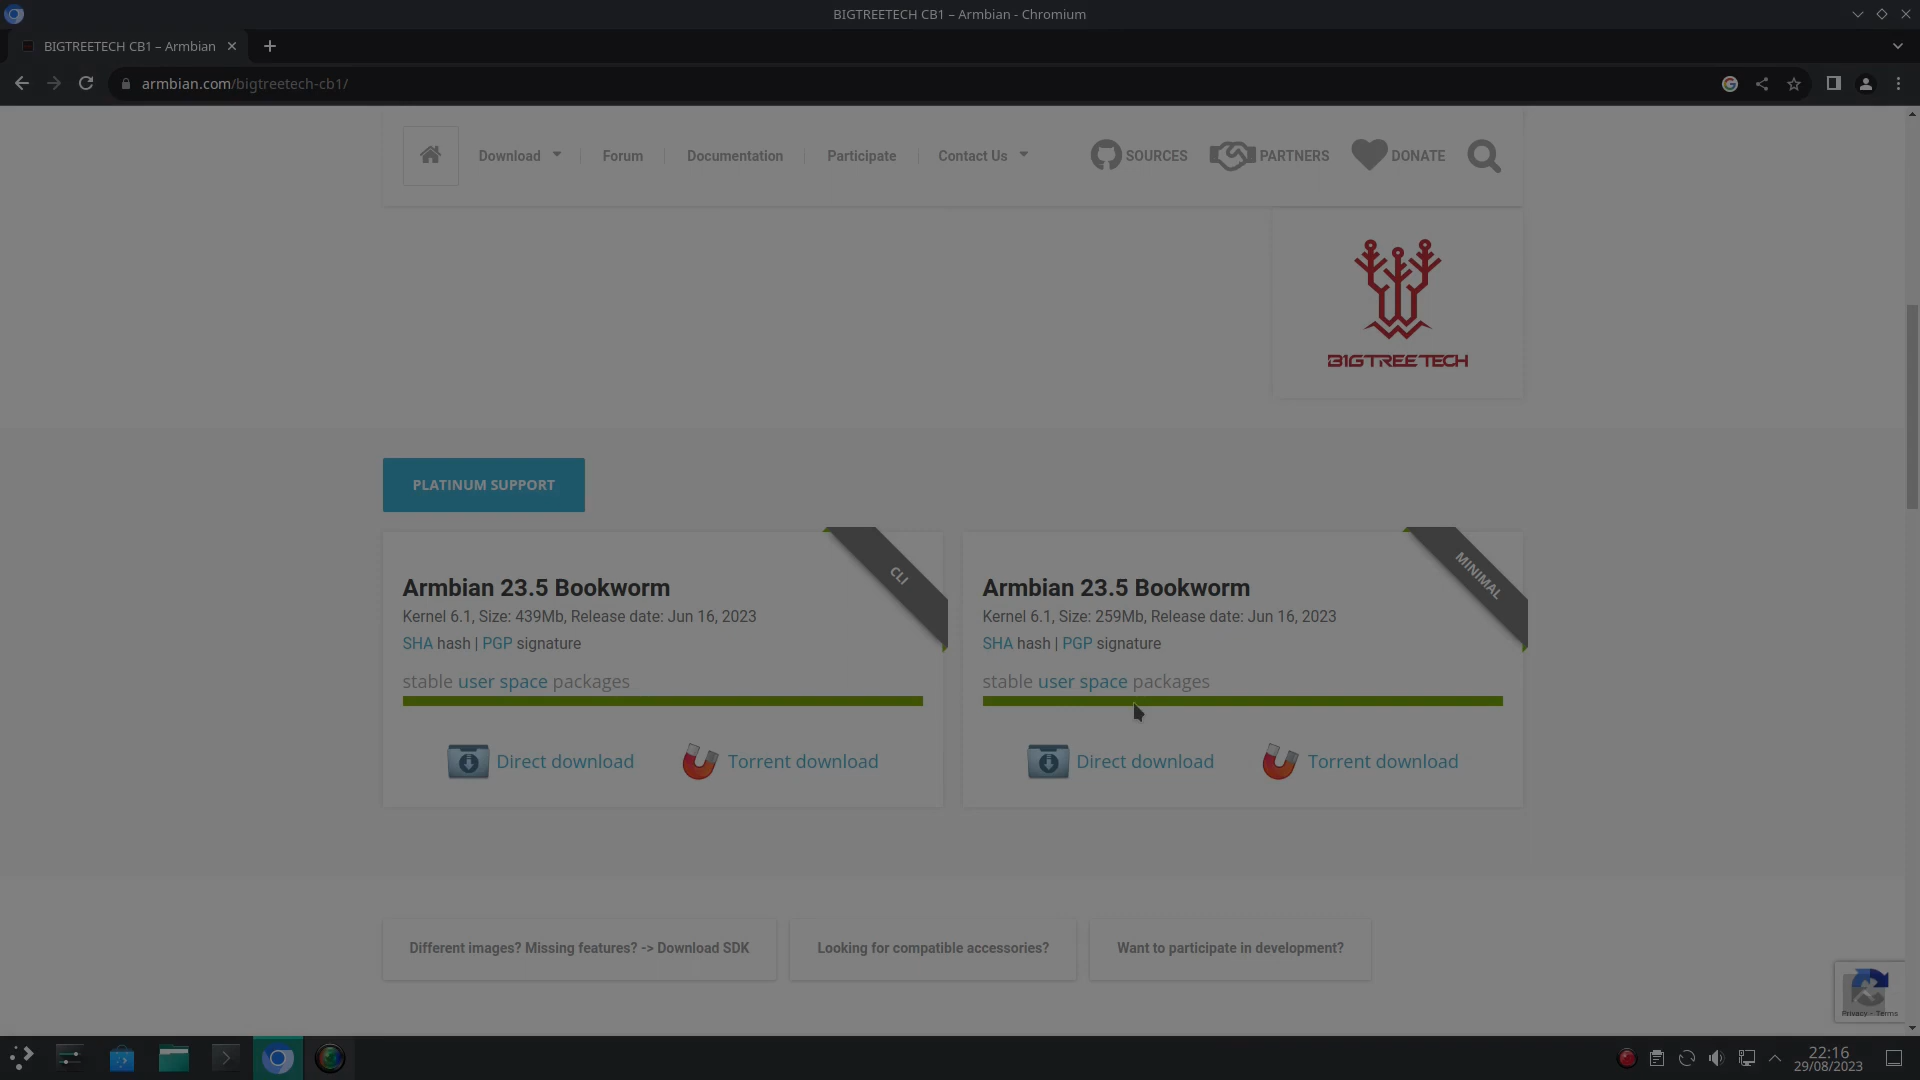 BIGTREETECH CB1 – Armbian - Chromium
BIGTREETECH CB1 – Armbian
armbian.com/bigtreetech-cb1/
Download
Forum
Documentation
Participate
Contact Us
SOURCES
PARTNERS
DONATE
BIGTREETECH
PLATINUM SUPPORT
CLI
Armbian 23.5 Bookworm
Kernel 6.1, Size: 439Mb, Release date: Jun 16, 2023
SHA hash | PGP signature
stable user space packages
Direct download
Torrent download
MINIMAL
Armbian 23.5 Bookworm
Kernel 6.1, Size: 259Mb, Release date: Jun 16, 2023
SHA hash | PGP signature
stable user space packages
Direct download
Torrent download
Different images? Missing features? -> Download SDK
Looking for compatible accessories?
Want to participate in development?
Privacy - Terms
22:16
29/08/2023